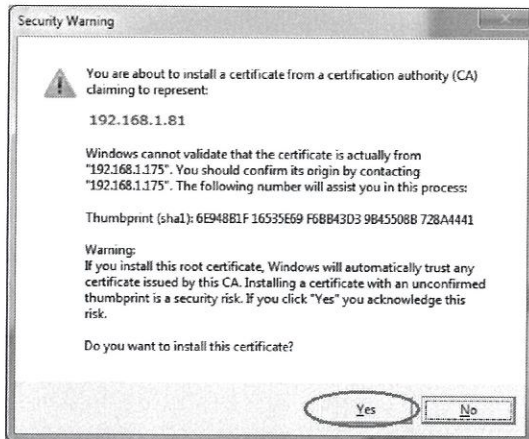 Security Warning
You are about to install a certificate from a certification authority (CA)
claiming to represent:
192.168.1.81
Windows cannot validate that the certificate is actually from
"192.168.1.175". You should confirm its origin by contacting
"192.168.1.175". The following number will assist you in this process:
Thumbprint (sha1): 6E948B1F 16535E69 F6BB43D3 9B45508B 728A4441
Warning:
If you install this root certificate, Windows will automatically trust any
certificate issued by this CA. Installing a certificate with an unconfirmed
thumbprint is a security risk. If you click "Yes" you acknowledge this
risk.
Do you want to install this certificate?
Yes No